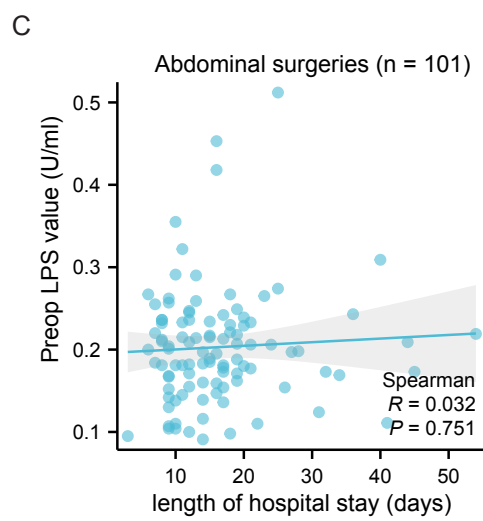 C
Abdominal surgeries (n = 101)
Preop LPS value (U/ml)
0.5
0.4
0.3
0.2
0.1
Spearman
R = 0.032
P = 0.751
10 20 30 40 50
length of hospital stay (days)